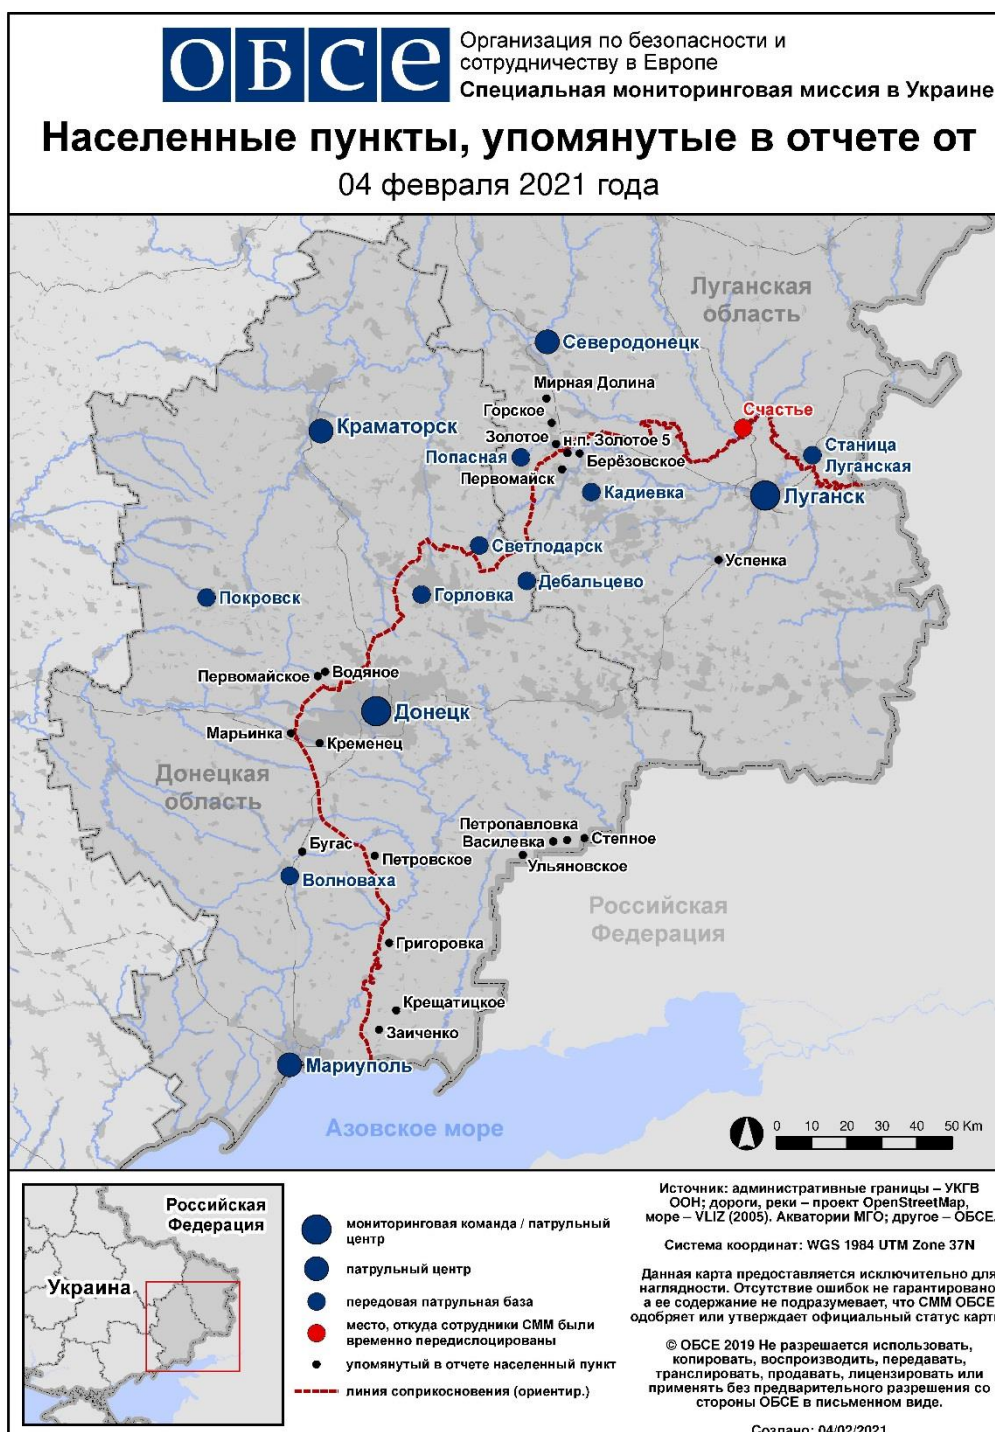 ОБСЕ
Организация по безопасности и
сотрудничеству в Европе
Специальная мониторинговая миссия в Украине
Населенные пункты, упомянутые в отчете от
04 февраля 2021 года
Луганская
область
Северодонецк
Мирная Долина
Горское
Счастье
Краматорск
Золотое
н.п. Золотое 5
Станица
Луганская
Попасная
Берёзовское
Первомайск
Кадиевка
Луганск
Светлодарск
Успенка
Дебальцево
Покровск
Горловка
Водяное
Первомайское
Донецк
Марьинка
Кременец
Донецкая
область
Петропавловка
Степное
Бугас
Василевка
Петровское
Ульяновское
Волноваха
Российская
Федерация
Григоровка
Крещатицкое
Заиченко
Мариуполь
Азовское море
0 10 20 30 40 50 Km
Российская
Федерация
Украина
мониторинговая команда / патрульный
центр
патрульный центр
передовая патрульная база
место, откуда сотрудники СММ были
временно передислоцированы
упомянутый в отчете населенный пункт
линия соприкосновения (ориентир.)
Источник: административные границы – УКГВ
ООН; дороги, реки – проект OpenStreetMap,
море – VLIZ (2005). Акватории МГО; другое – ОБСЕ.
Система координат: WGS 1984 UTM Zone 37N
Данная карта предоставляется исключительно для
наглядности. Отсутствие ошибок не гарантировано
а ее содержание не подразумевает, что СММ ОБСЕ
одобряет или утверждает официальный статус карт
© ОБСЕ 2019 Не разрешается использовать,
копировать, воспроизводить, передавать,
транслировать, продавать, лицензировать или
применять без предварительного разрешения со
стороны ОБСЕ в письменном виде.
Создано: 04/02/2021